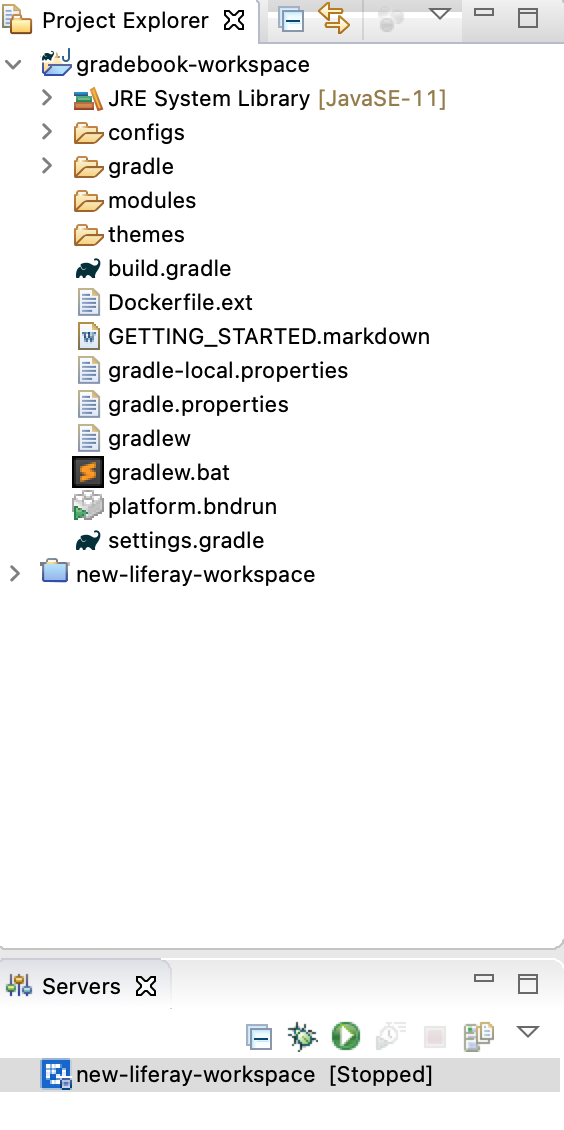 Project Explorer
gradebook-workspace
JRE System Library [JavaSE-11]
configs
gradle
modules
themes
build.gradle
Dockerfile.ext
GETTING_STARTED.markdown
gradle-local.properties
gradle.properties
gradlew
gradlew.bat
platform.bndrun
settings.gradle
new-liferay-workspace
Servers
new-liferay-workspace [Stopped]